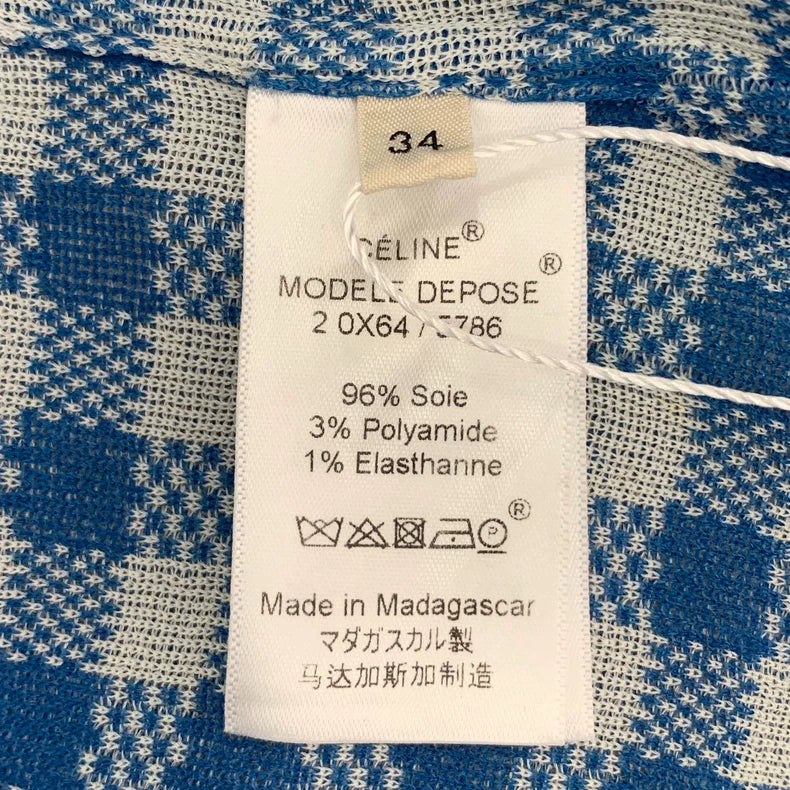 34
CÉLINE®
MODELE DEPOSE®
2 0X64 / 5786
96% Soie
3% Polyamide
1% Elasthanne
P ®
Made in Madagascar
マダガスカル製
马达加斯加制造